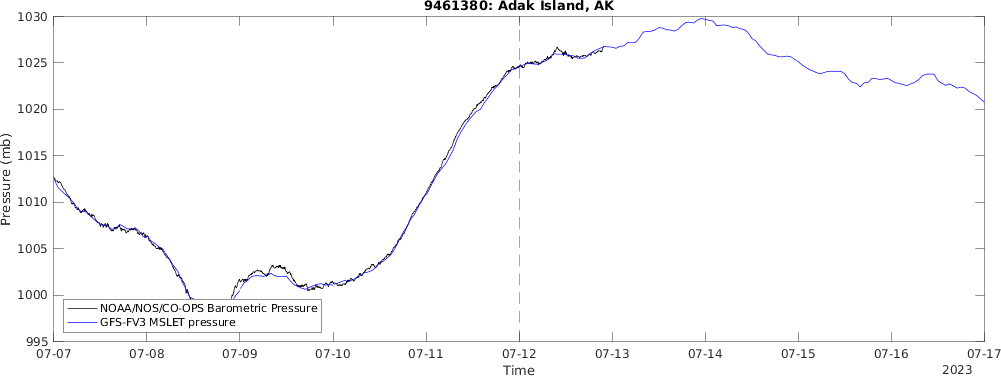 9461380: Adak Island, AK
1030
1025
1020
1015
1010
1005
1000
995
Pressure (mb)
NOAA/NOS/CO-OPS Barometric Pressure
GFS-FV3 MSLET pressure
07-07 07-08 07-09 07-10 07-11 07-12 07-13 07-14 07-15 07-16 07-17
Time
2023